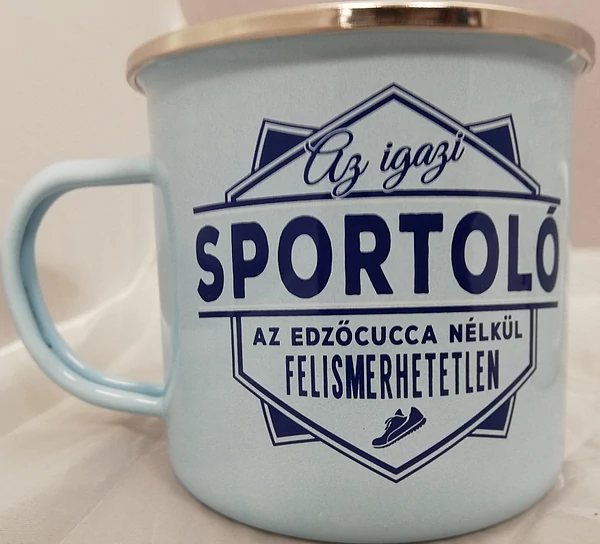 Az igazi
SPORTOLÓ
AZ EDZŐCUCCA NÉLKÜL
FELISMERHETETLEN